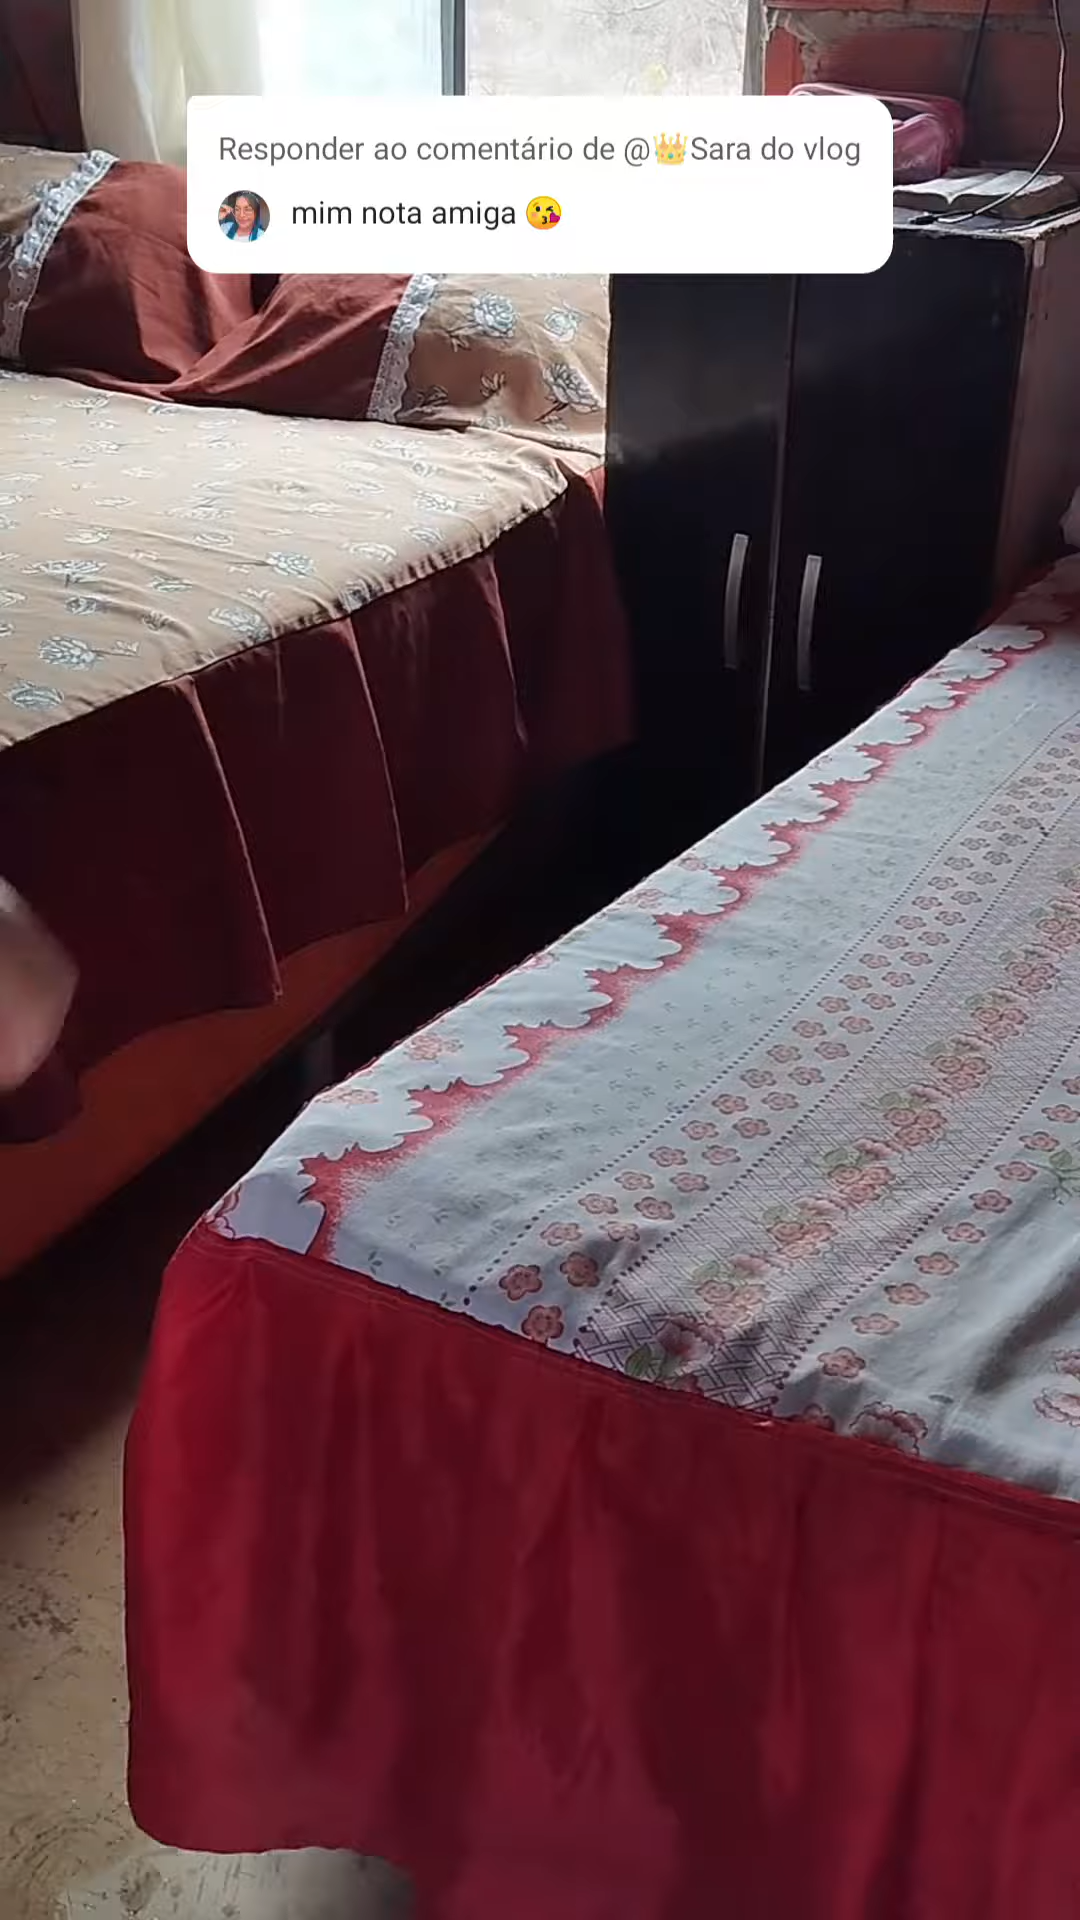 Responder ao comentário de @👑Sara do vlog
mim nota amiga 😘